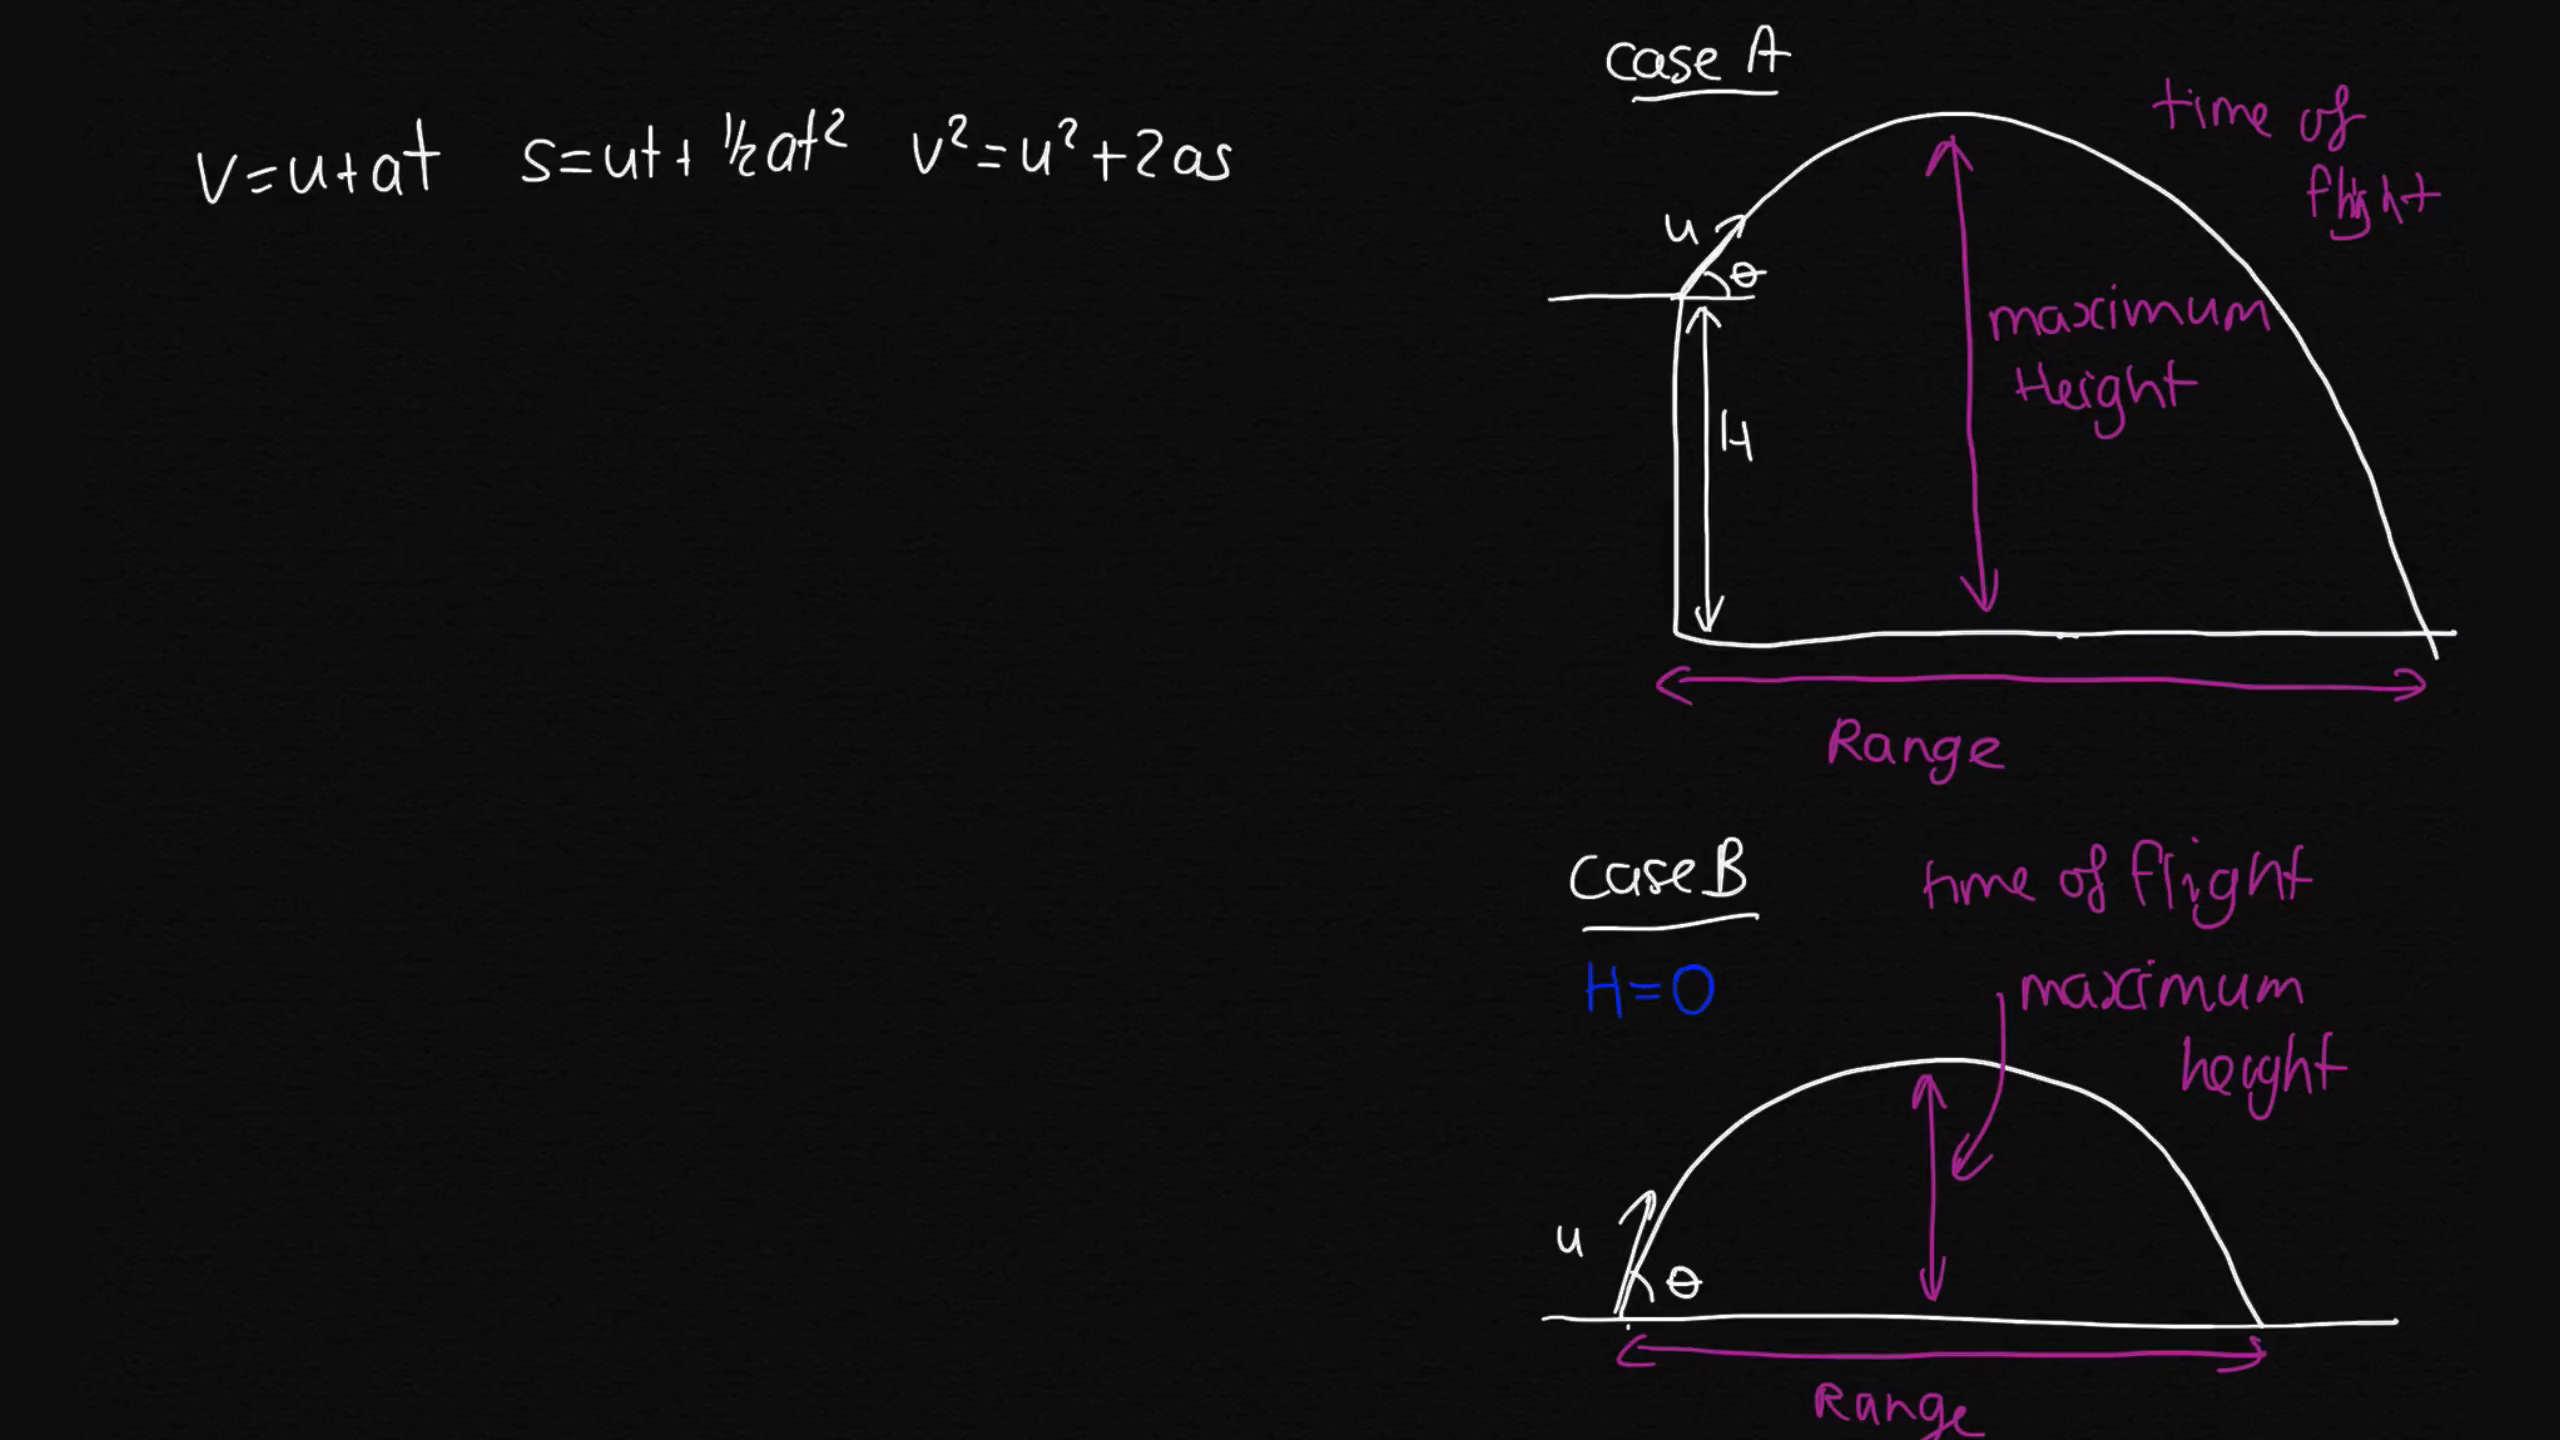 v=u+at   s=ut+½at²   v²=u²+2as
case A
time of
flight
u
θ
maximum
Height
H
Range
case B
time of flight
H=0
maximum
height
u
θ
Range